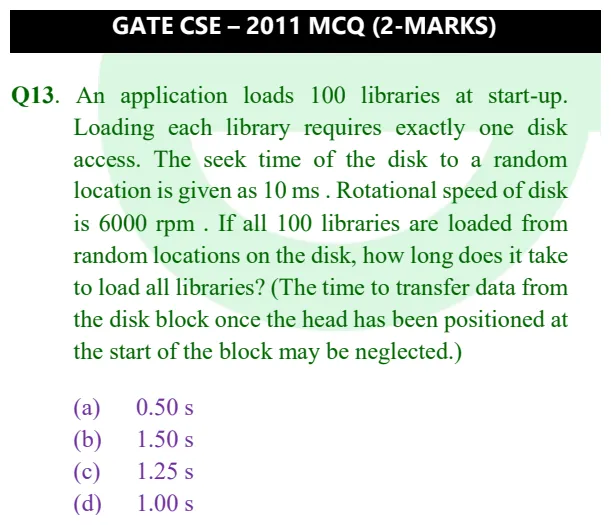 GATE CSE – 2011 MCQ (2-MARKS)
Q13. An application loads 100 libraries at start-up.
Loading each library requires exactly one disk
access. The seek time of the disk to a random
location is given as 10 ms . Rotational speed of disk
is 6000 rpm . If all 100 libraries are loaded from
random locations on the disk, how long does it take
to load all libraries? (The time to transfer data from
the disk block once the head has been positioned at
the start of the block may be neglected.)
(a) 0.50 s
(b) 1.50 s
(c) 1.25 s
(d) 1.00 s